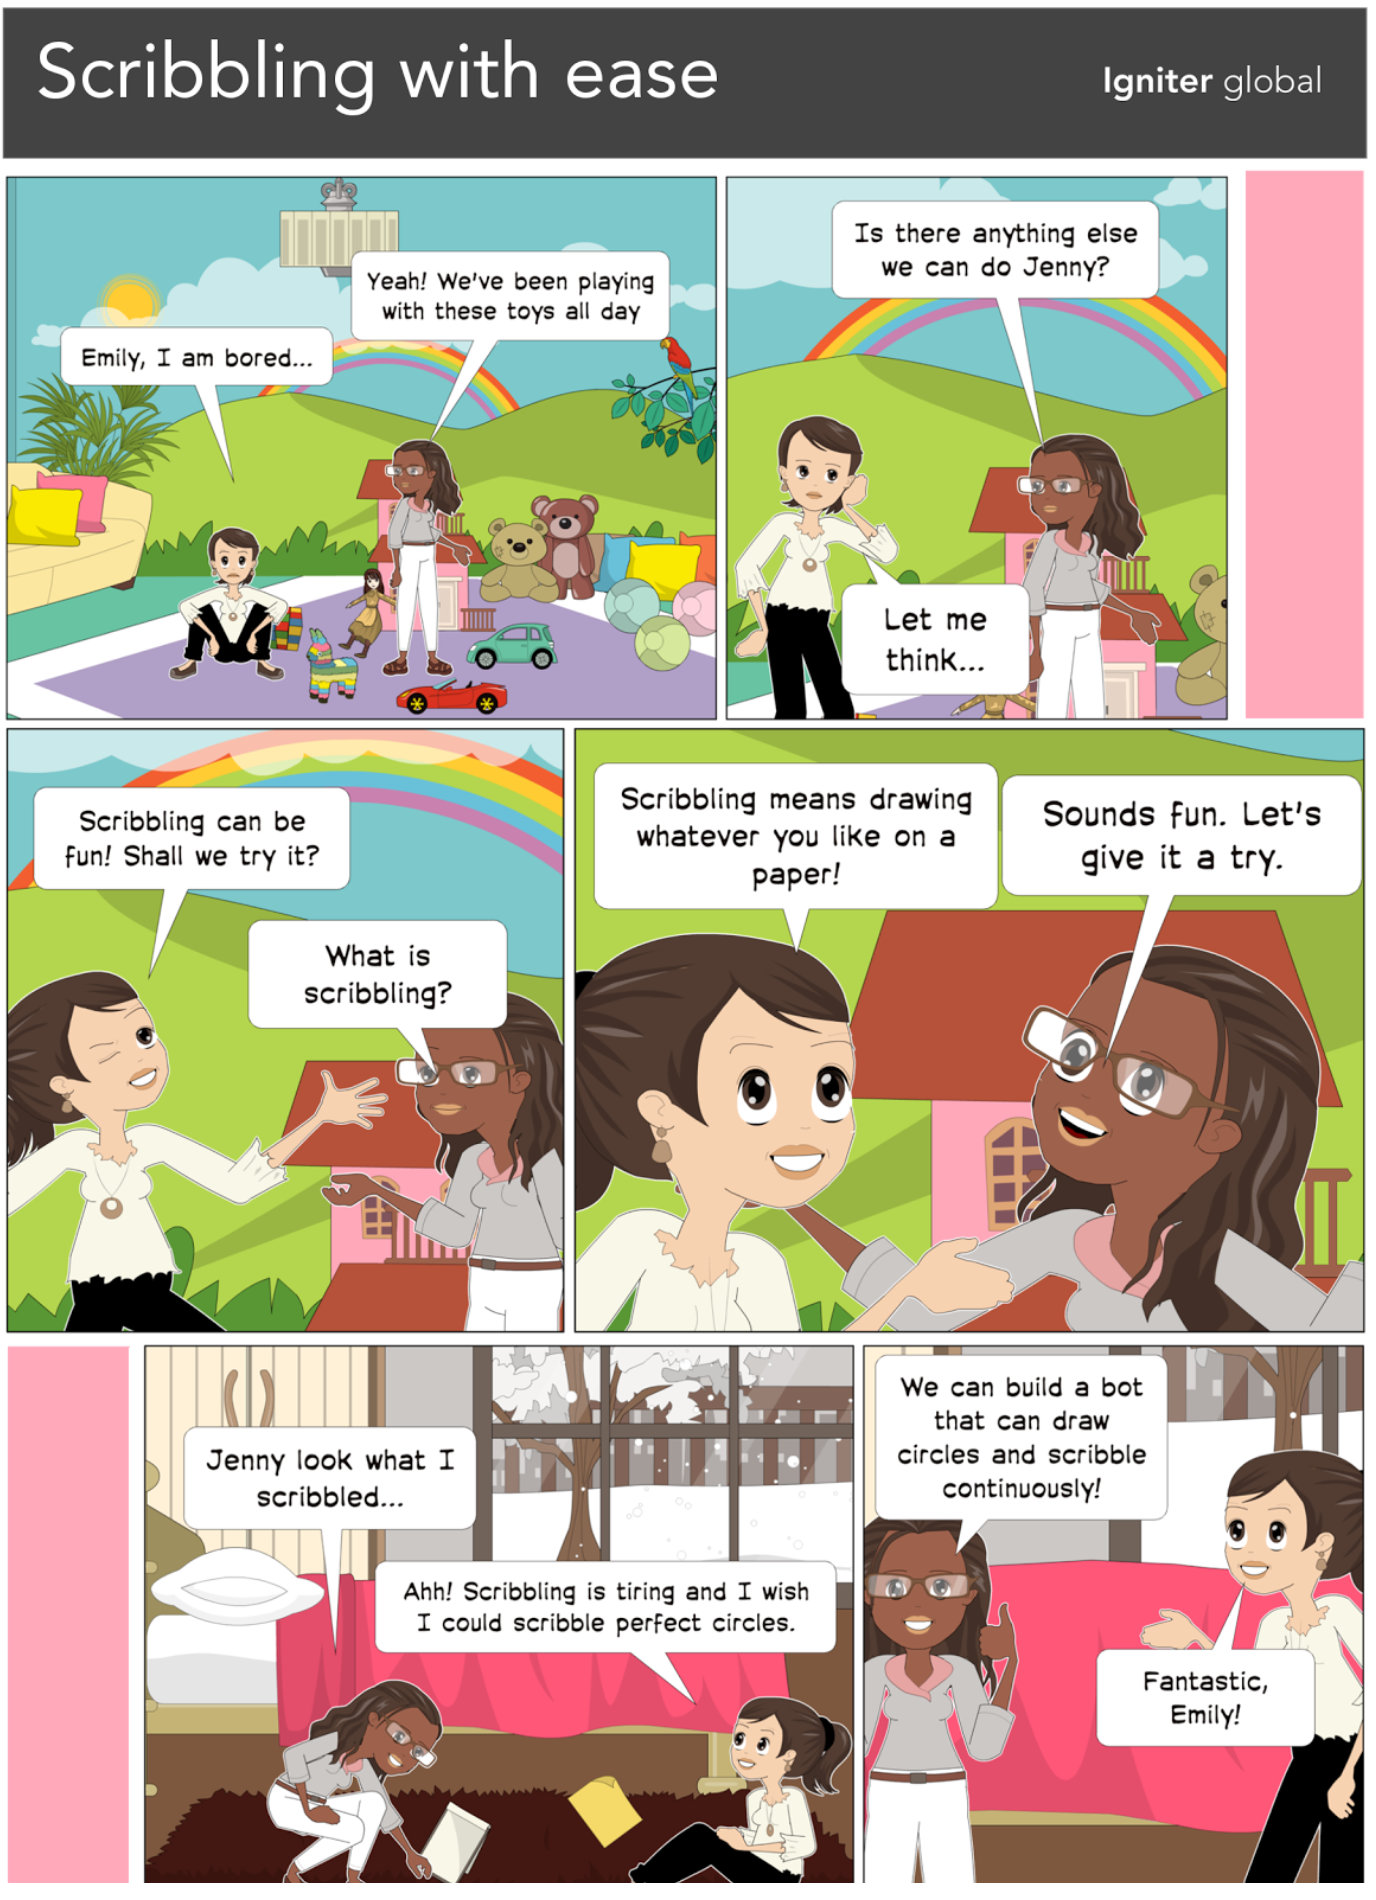 Scribbling with ease
Igniter global
Emily, I am bored...
Yeah! We've been playing
with these toys all day
Is there anything else
we can do Jenny?
Let me
think...
Scribbling can be
fun! Shall we try it?
What is
scribbling?
Scribbling means drawing
whatever you like on a
paper!
Sounds fun. Let's
give it a try.
Jenny look what I
scribbled...
Ahh! Scribbling is tiring and I wish
I could scribble perfect circles.
We can build a bot
that can draw
circles and scribble
continuously!
Fantastic,
Emily!